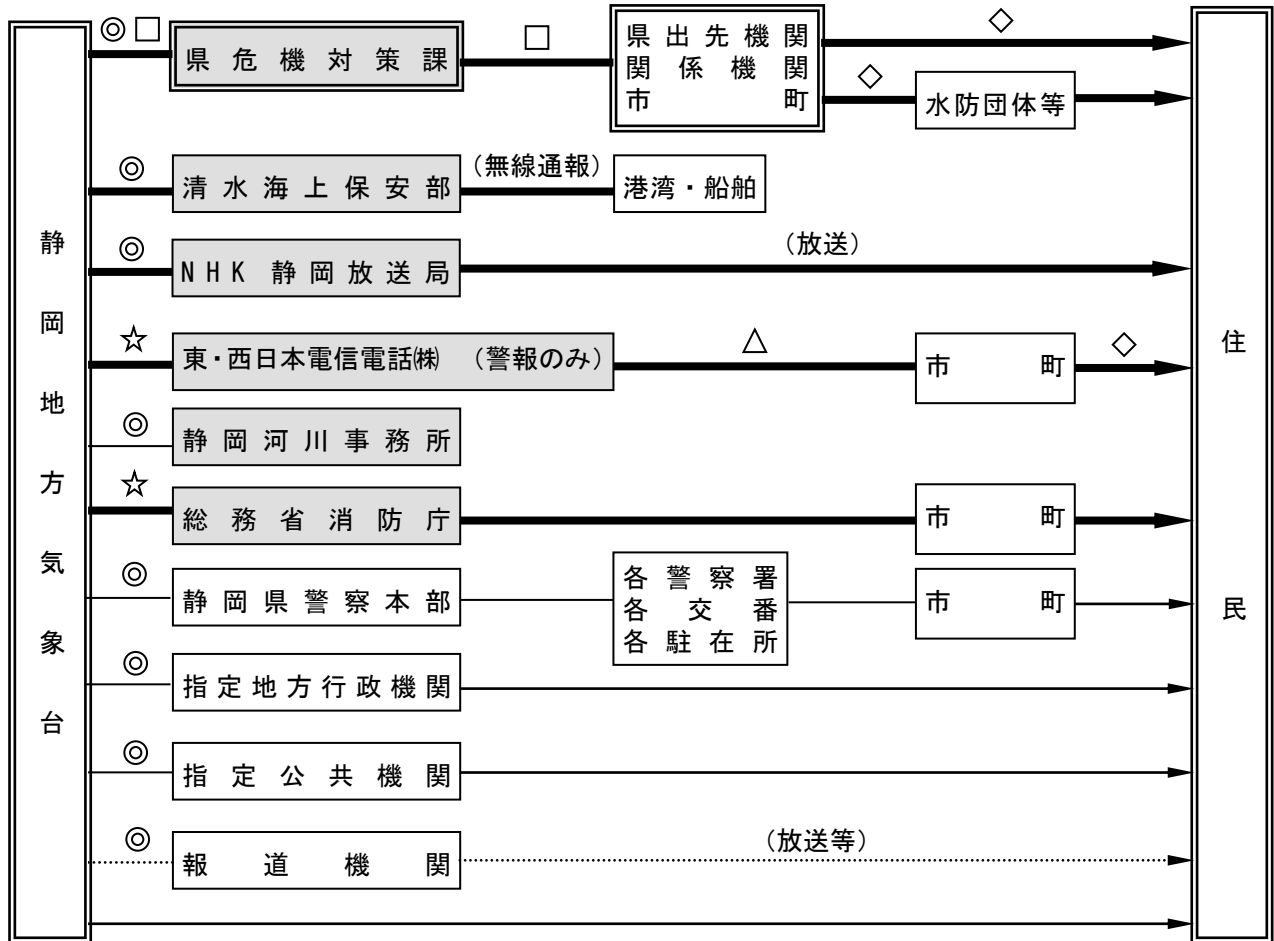 静岡地方気象台
◎□
県危機対策課
□
県出先機関
関係機関
市町
◇
◇
水防団体等
◎
清水海上保安部
(無線通報)
港湾・船舶
◎
NHK 静岡放送局
(放送)
☆
東・西日本電信電話㈱ (警報のみ)
△
市町
◇
◎
静岡河川事務所
☆
総務省消防庁
市町
◎
静岡県警察本部
各警察署
各交番
各駐在所
市町
◎
指定地方行政機関
◎
指定公共機関
◎
報道機関
(放送等)
住民